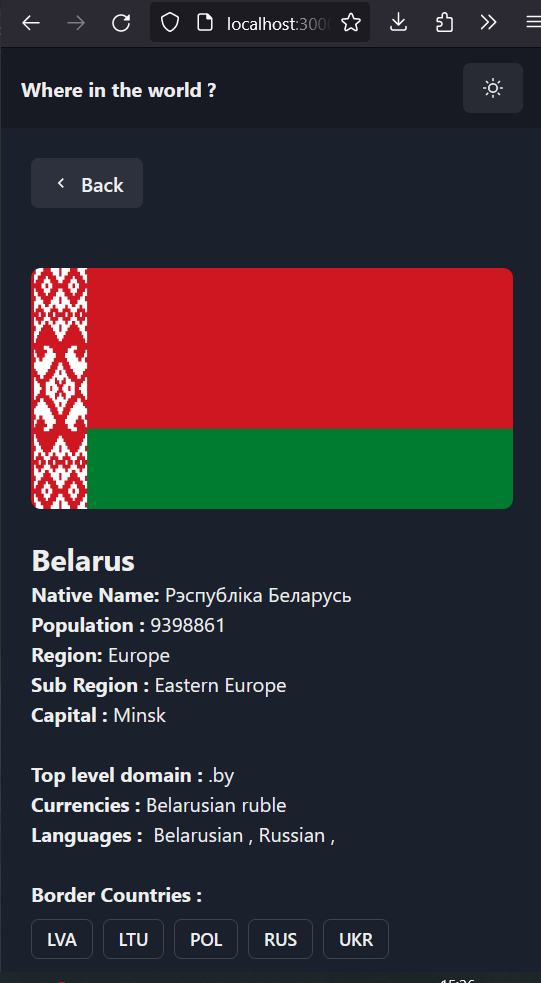 localhost:3000
Where in the world ?
Back
Belarus
Native Name: Рэспубліка Беларусь
Population : 9398861
Region: Europe
Sub Region : Eastern Europe
Capital : Minsk
Top level domain : .by
Currencies : Belarusian ruble
Languages : Belarusian , Russian ,
Border Countries :
LVA LTU POL RUS UKR